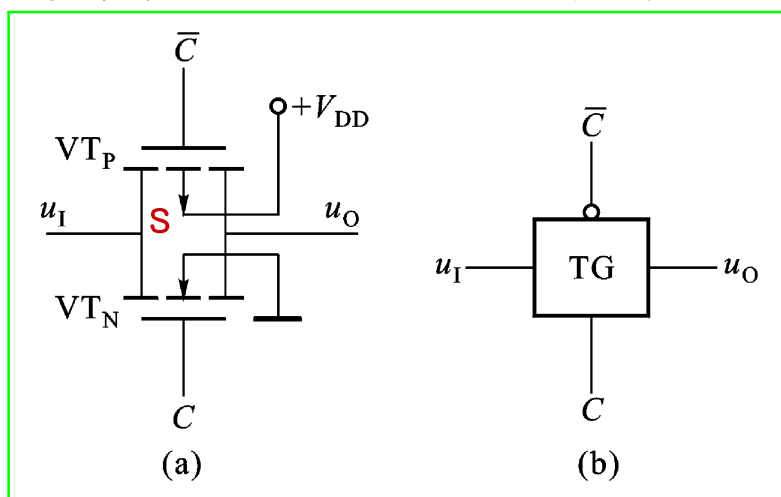 C̅
+V_DD
VT_P
u_I S u_O
VT_N
C
(a)
C̅
u_I TG u_O
C
(b)